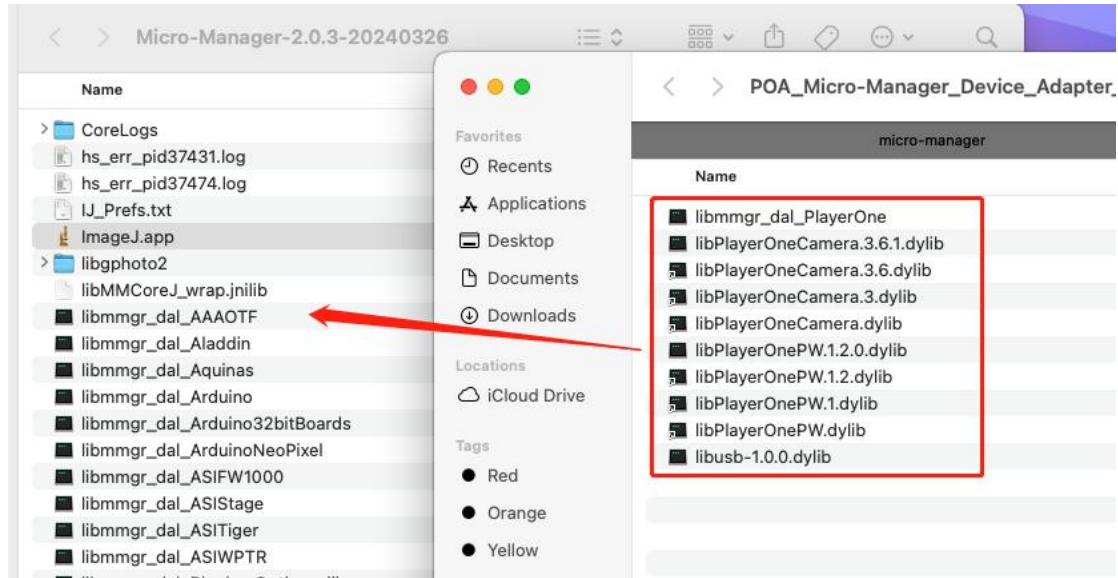 Micro-Manager-2.0.3-20240326
Name
CoreLogs
hs_err_pid37431.log
hs_err_pid37474.log
IJ_Prefs.txt
ImageJ.app
libgphoto2
libMMCoreJ_wrap.jnilib
libmmgr_dal_AAAOTF
libmmgr_dal_Aladdin
libmmgr_dal_Aquinas
libmmgr_dal_Arduino
libmmgr_dal_Arduino32bitBoards
libmmgr_dal_ArduinoNeoPixel
libmmgr_dal_ASIFW1000
libmmgr_dal_ASIStage
libmmgr_dal_ASITiger
libmmgr_dal_ASIWPTR
Favorites
Recents
Applications
Desktop
Documents
Downloads
Locations
iCloud Drive
Tags
Red
Orange
Yellow
POA_Micro-Manager_Device_Adapter_
micro-manager
Name
libmmgr_dal_PlayerOne
libPlayerOneCamera.3.6.1.dylib
libPlayerOneCamera.3.6.dylib
libPlayerOneCamera.3.dylib
libPlayerOneCamera.dylib
libPlayerOnePW.1.2.0.dylib
libPlayerOnePW.1.2.dylib
libPlayerOnePW.1.dylib
libPlayerOnePW.dylib
libusb-1.0.0.dylib